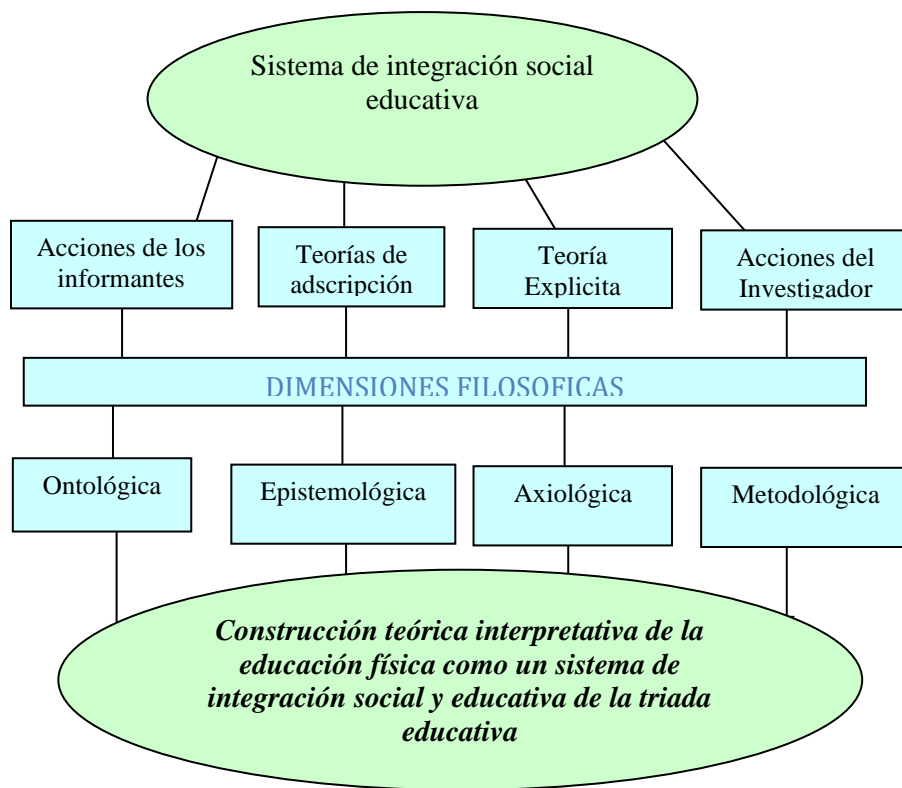 Sistema de integración social
educativa
Acciones de los
informantes
Teorías de
adscripción
Teoría
Explicita
Acciones del
Investigador
DIMENSIONES FILOSOFICAS
Ontológica
Epistemológica
Axiológica
Metodológica
Construcción teórica interpretativa de la
educación física como un sistema de
integración social y educativa de la triada
educativa